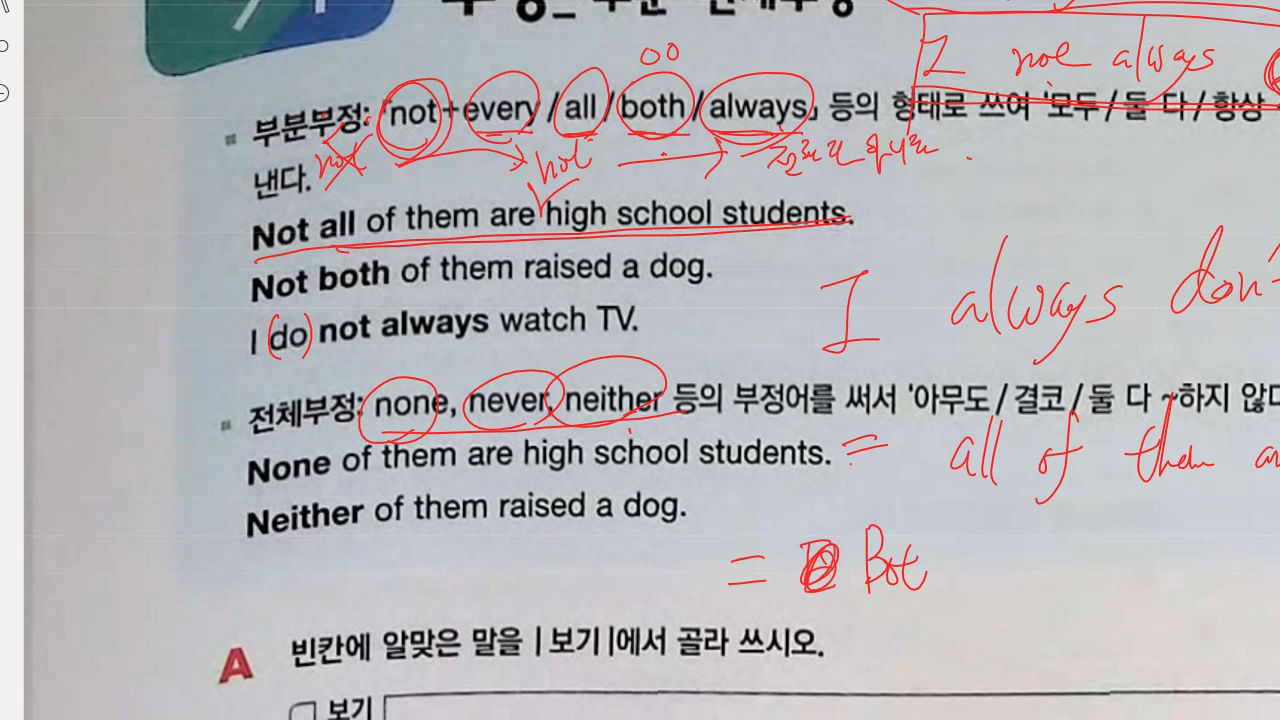 I not always
부분부정: 「not+every / all / both / always」 등의 형태로 쓰여 '모두 / 둘 다 / 항상
not
not
낸다.
Not all of them are high school students.
Not both of them raised a dog.
I always don'
I do not always watch TV.
전체부정: none, never, neither 등의 부정어를 써서 '아무도 / 결코 / 둘 다 ~하지 않다
None of them are high school students. = all of them
Neither of them raised a dog.
= Bot
A 빈칸에 알맞은 말을 | 보기 |에서 골라 쓰시오.
보기